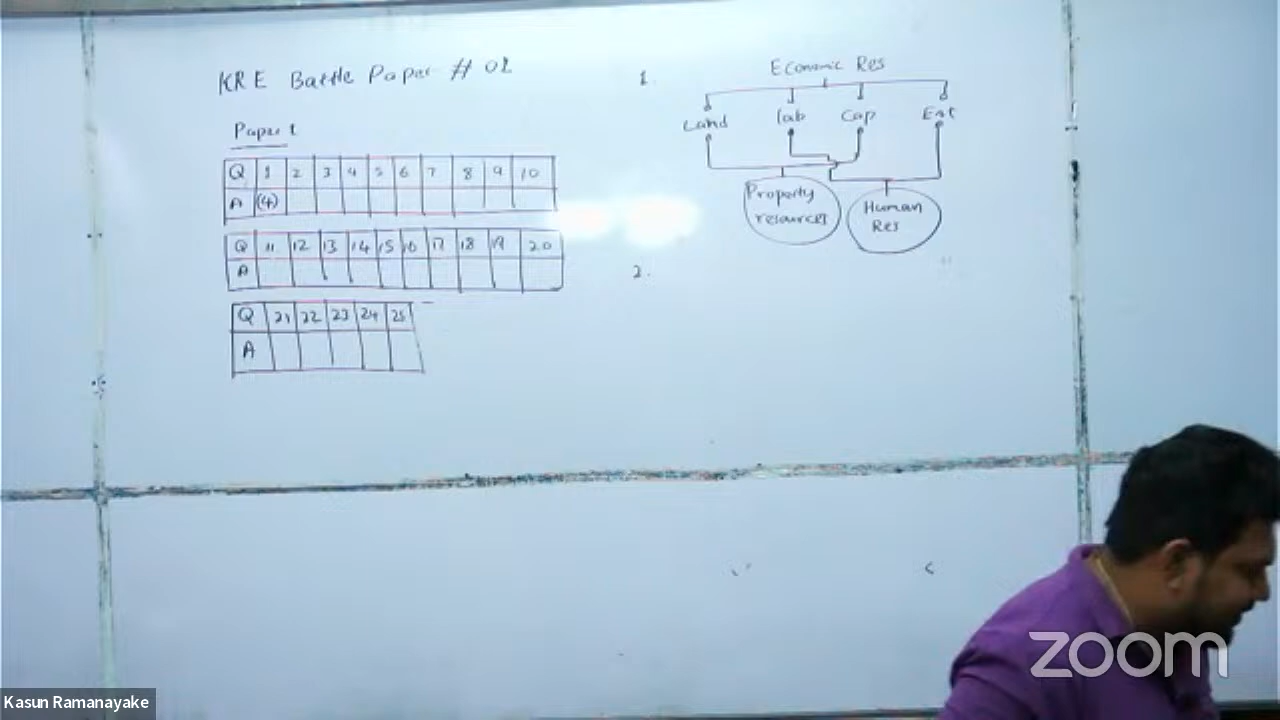 KRE Battle Paper # 01
Paper 1
Q 1 2 3 4 5 6 7 8 9 10
A (4)
Q 11 12 13 14 15 16 17 18 19 20
A
Q 21 22 23 24 25
A
1.
Economic Res
Land lab Cap Ent
Property
resources
Human
Res
2.
zoom
Kasun Ramanayake